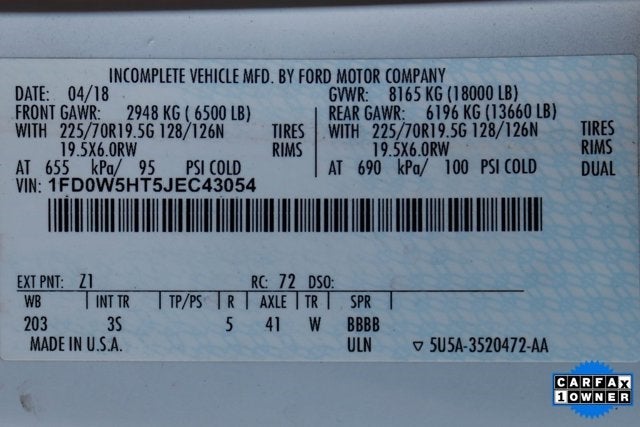 INCOMPLETE VEHICLE MFD. BY FORD MOTOR COMPANY
DATE: 04/18 GVWR: 8165 KG (18000 LB)
FRONT GAWR: 2948 KG ( 6500 LB) REAR GAWR: 6196 KG (13660 LB)
WITH 225/70R19.5G 128/126N TIRES WITH 225/70R19.5G 128/126N TIRES
19.5X6.0RW RIMS 19.5X6.0RW RIMS
AT 655 kPa/ 95 PSI COLD AT 690 kPa/ 100 PSI COLD DUAL
VIN: 1FD0W5HT5JEC43054
EXT PNT: Z1 RC: 72 DSO:
WB INT TR TP/PS R AXLE TR SPR
203 3S 5 41 W BBBB
MADE IN U.S.A. ULN ▽ 5U5A-3520472-AA
CARFAX
1 OWNER